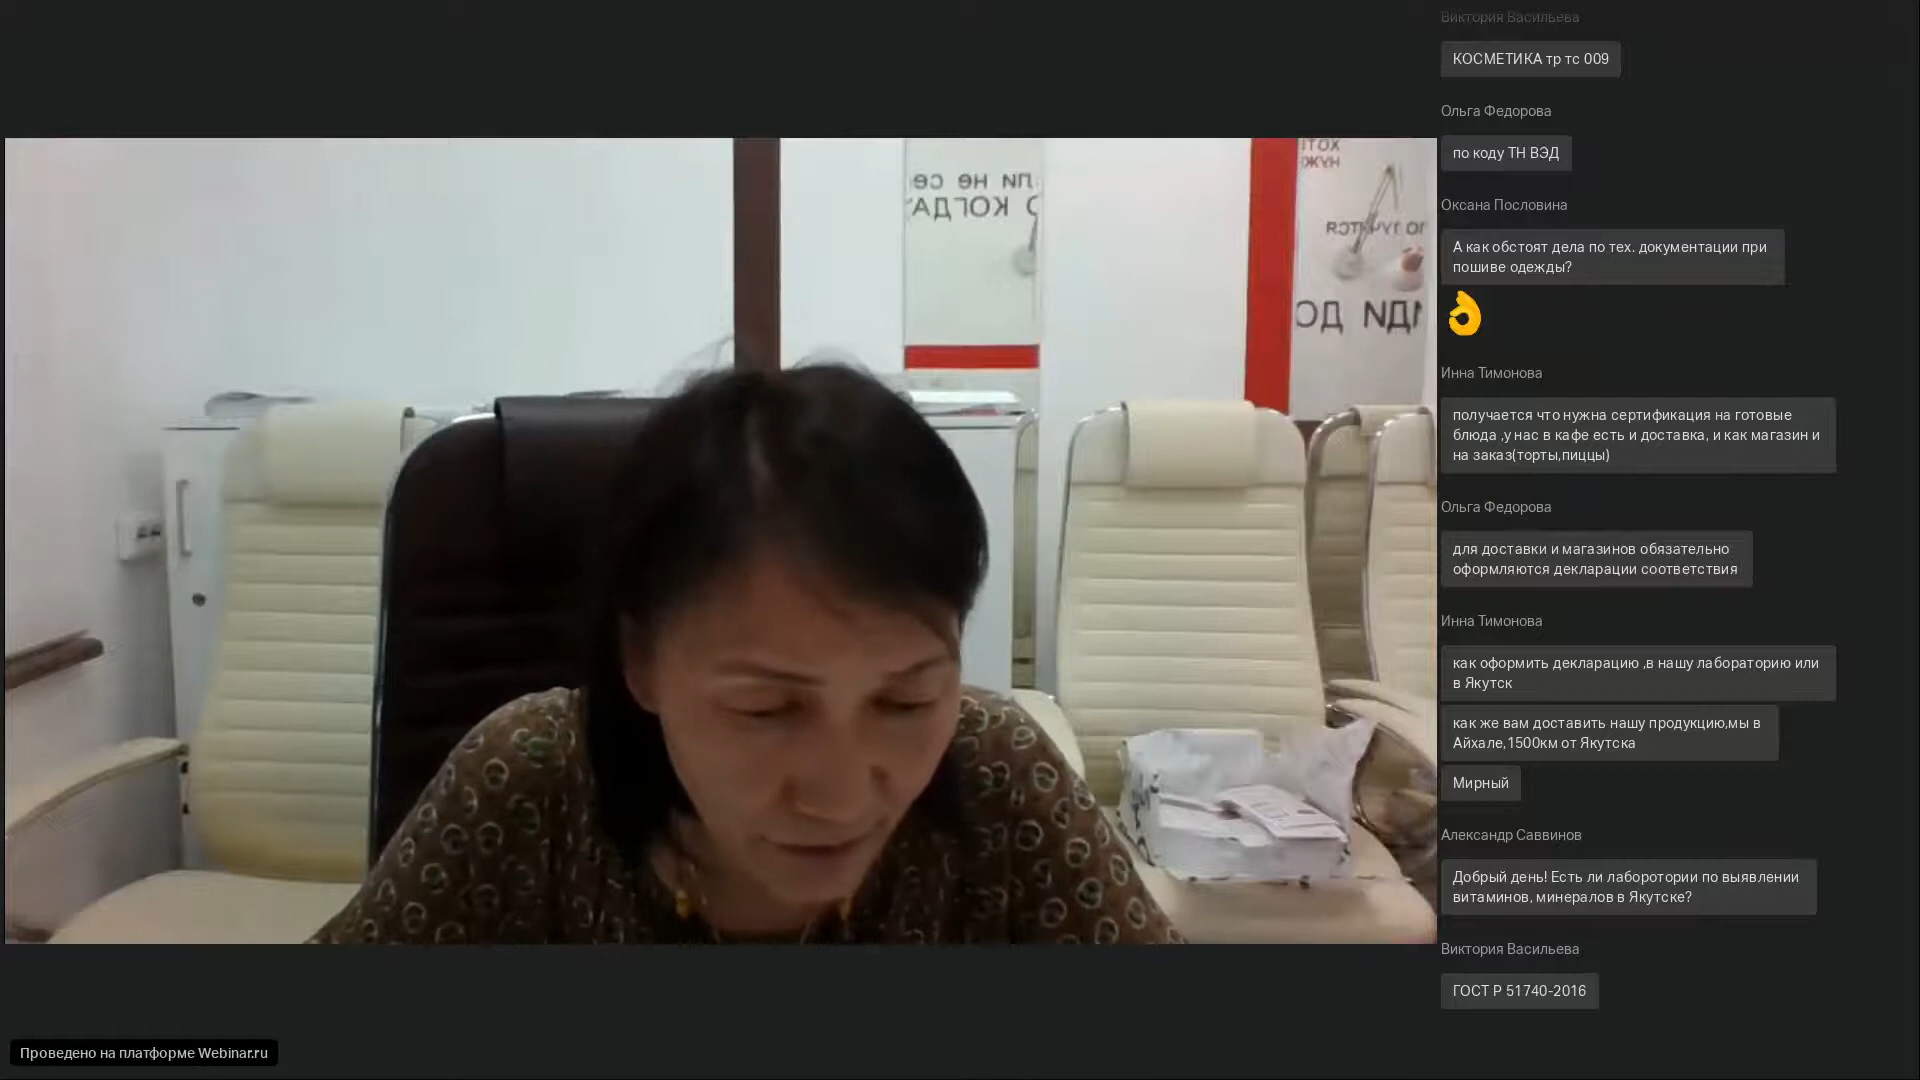 Виктория Васильева
КОСМЕТИКА тр тс 009
Ольга Федорова
по коду ТН ВЭД
Оксана Пословина
А как обстоят дела по тех. документации при
пошиве одежды?
Инна Тимонова
получается что нужна сертификация на готовые
блюда ,у нас в кафе есть и доставка, и как магазин и
на заказ(торты,пиццы)
Ольга Федорова
для доставки и магазинов обязательно
оформляются декларации соответствия
Инна Тимонова
как оформить декларацию ,в нашу лабораторию или
в Якутск
как же вам доставить нашу продукцию,мы в
Айхале,1500км от Якутска
Мирный
Александр Саввинов
Добрый день! Есть ли лаборотории по выявлении
витаминов, минералов в Якутске?
Виктория Васильева
ГОСТ Р 51740-2016
ЛИ НЕ СЕ
КОГДА
Проведено на платформе Webinar.ru